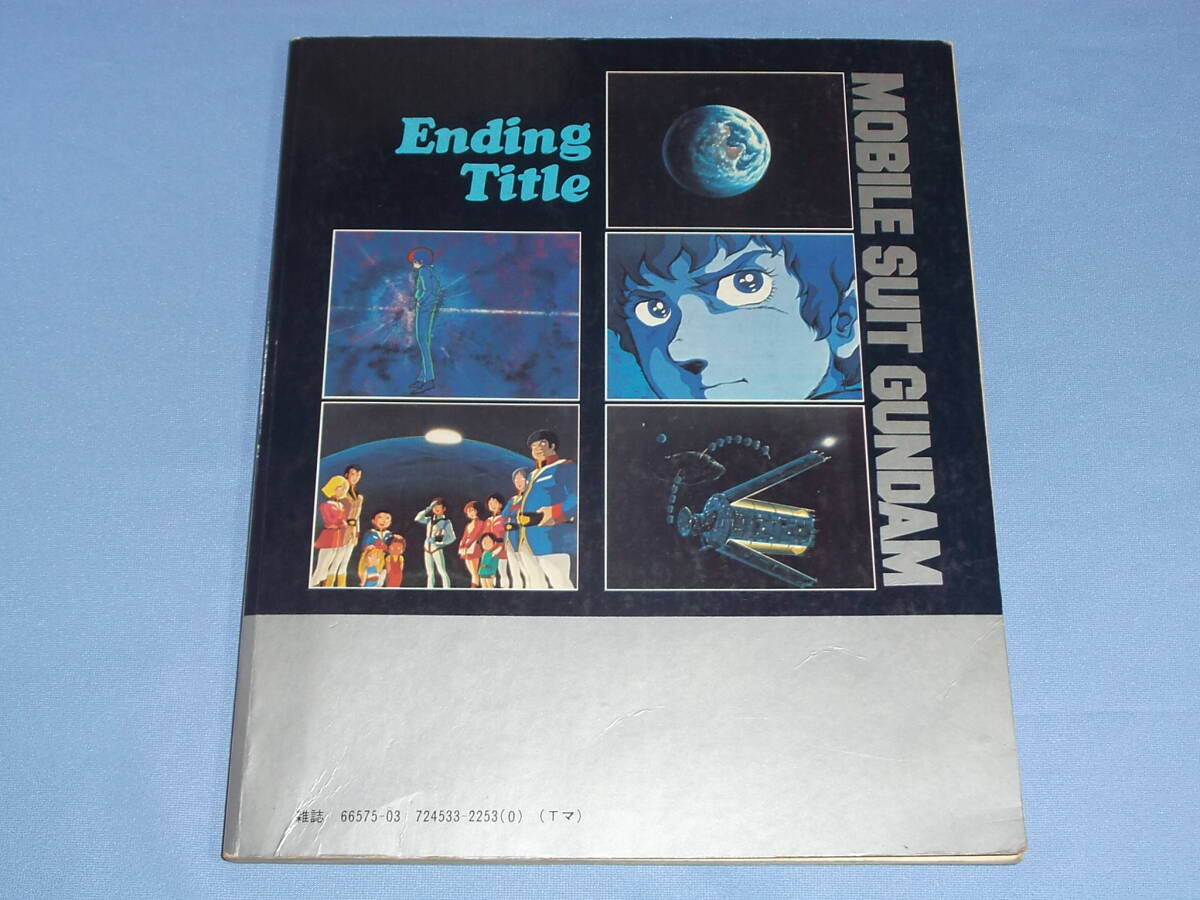 Ending
Title
MOBILE SUIT GUNDAM
雑誌 66575-03 724533-2253(0) (Tマ)